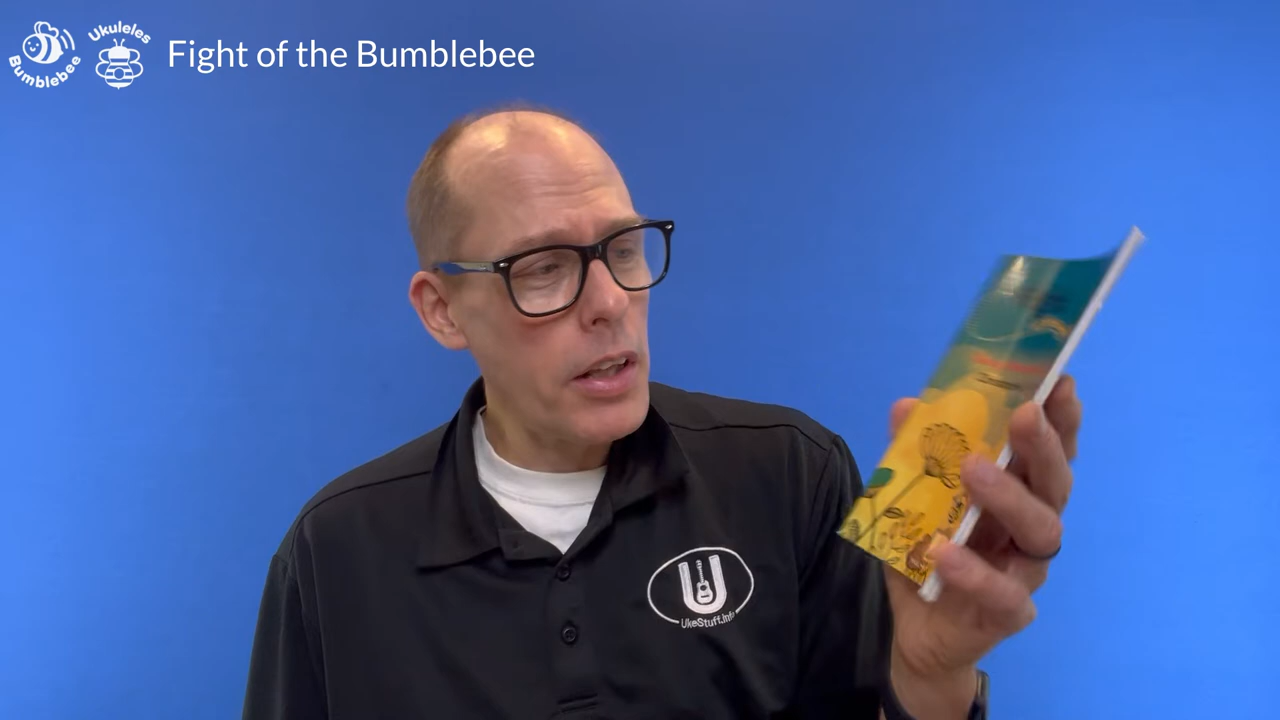 Bumblebee
Ukuleles
Fight of the Bumblebee
U
UkeStuff.info